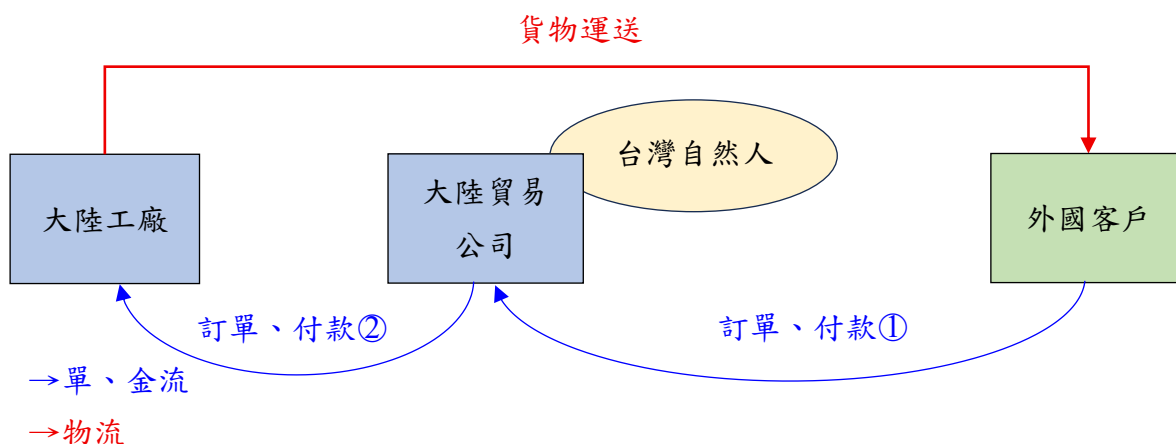 貨物運送
台灣自然人
大陸工廠
大陸貿易
公司
外國客戶
訂單、付款②
訂單、付款①
→單、金流
→物流